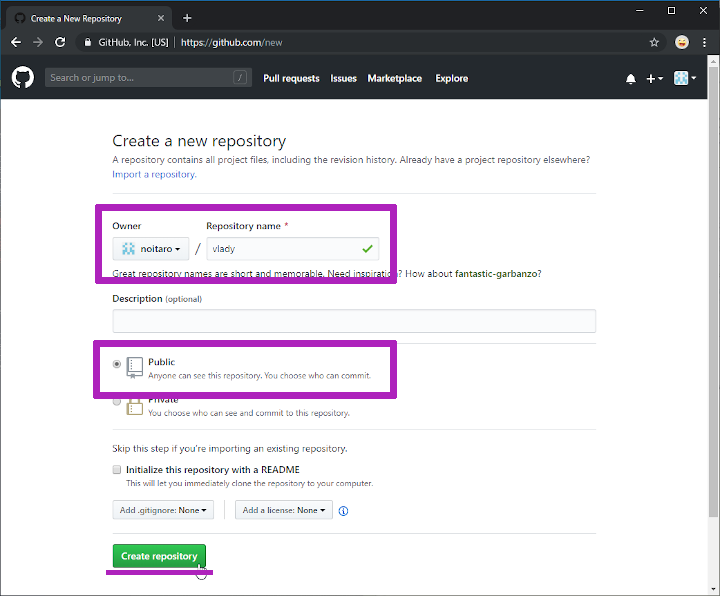 Create a New Repository
GitHub, Inc. [US] https://github.com/new
Search or jump to... / Pull requests Issues Marketplace Explore
Create a new repository
A repository contains all project files, including the revision history. Already have a project repository elsewhere?
Import a repository.
Owner Repository name *
noitaro / vlady
Great repository names are short and memorable. Need inspiration? How about fantastic-garbanzo?
Description (optional)
Public
Anyone can see this repository. You choose who can commit.
Private
You choose who can see and commit to this repository.
Skip this step if you're importing an existing repository.
Initialize this repository with a README
This will let you immediately clone the repository to your computer.
Add .gitignore: None Add a license: None
Create repository